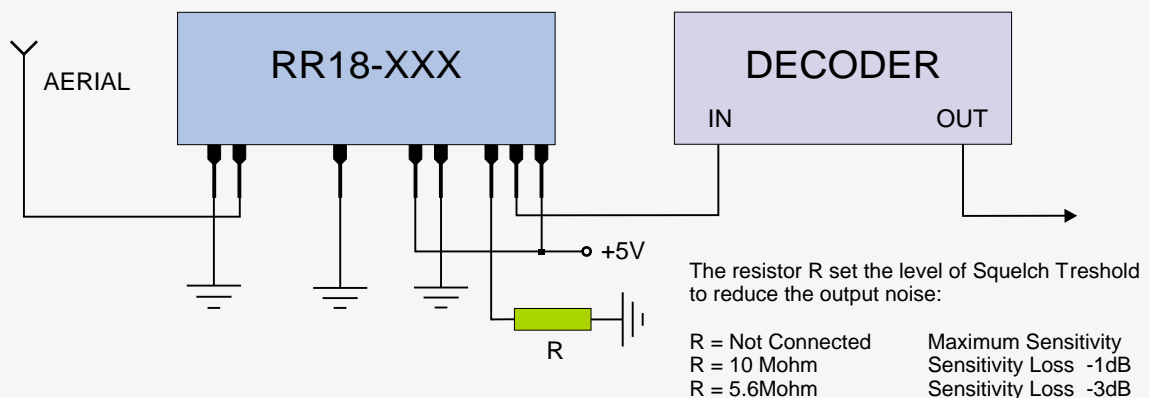 RR18-XXX
DECODER
AERIAL
IN OUT
+5V
R
The resistor R set the level of Squelch Treshold
to reduce the output noise:
R = Not Connected Maximum Sensitivity
R = 10 Mohm Sensitivity Loss -1dB
R = 5.6Mohm Sensitivity Loss -3dB